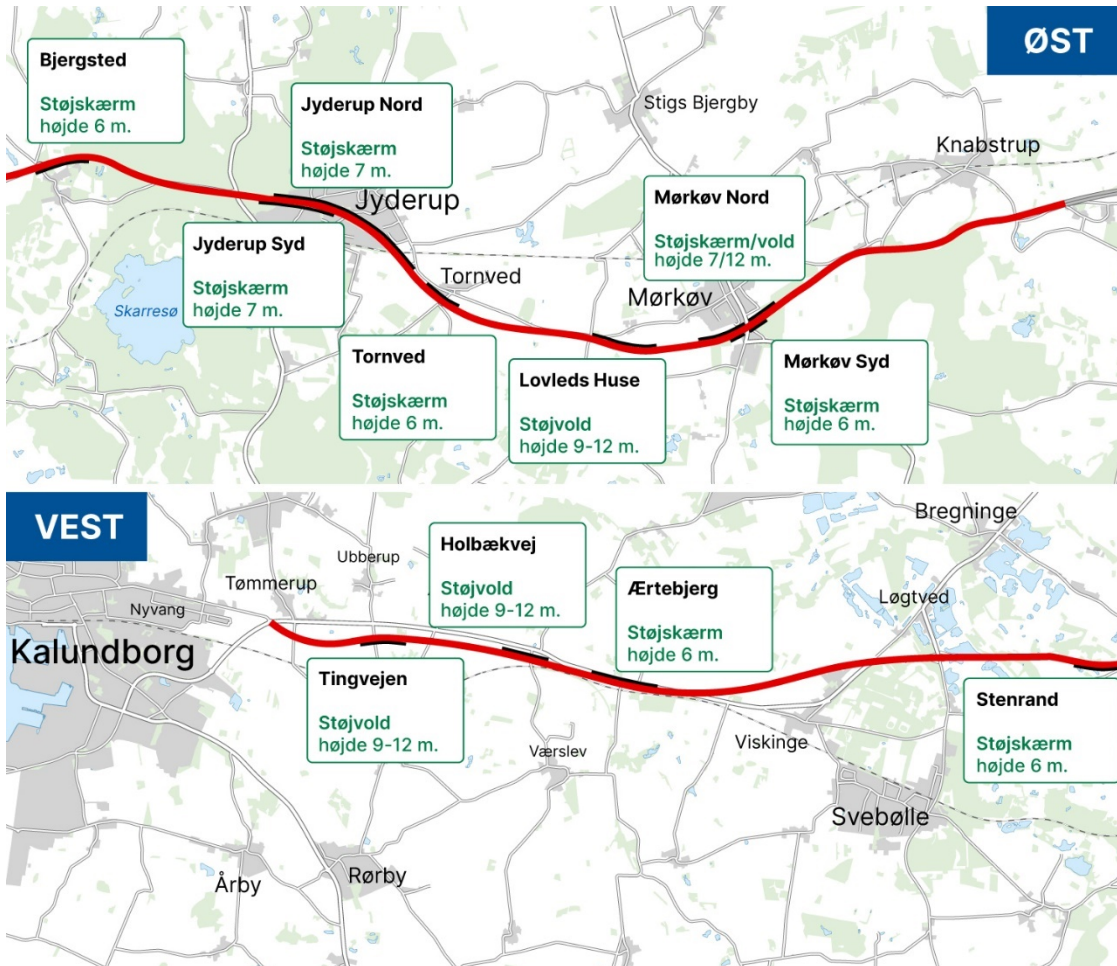 ØST
Bjergsted
Støjskærm
højde 6 m.
Jyderup Nord
Støjskærm
højde 7 m.
Stigs Bjergby
Knabstrup
Jyderup
Mørkøv Nord
Støjskærm/vold
højde 7/12 m.
Jyderup Syd
Støjskærm
højde 7 m.
Tornved
Mørkøv
Skarresø
Tornved
Støjskærm
højde 6 m.
Lovleds Huse
Støjvold
højde 9-12 m.
Mørkøv Syd
Støjskærm
højde 6 m.
VEST
Bregninge
Holbækvej
Støjvold
højde 9-12 m.
Ubberup
Tømmerup
Ærtebjerg
Støjskærm
højde 6 m.
Løgtved
Nyvang
Kalundborg
Tingvejen
Støjvold
højde 9-12 m.
Stenrand
Støjskærm
højde 6 m.
Værslev
Viskinge
Svebølle
Årby
Rørby